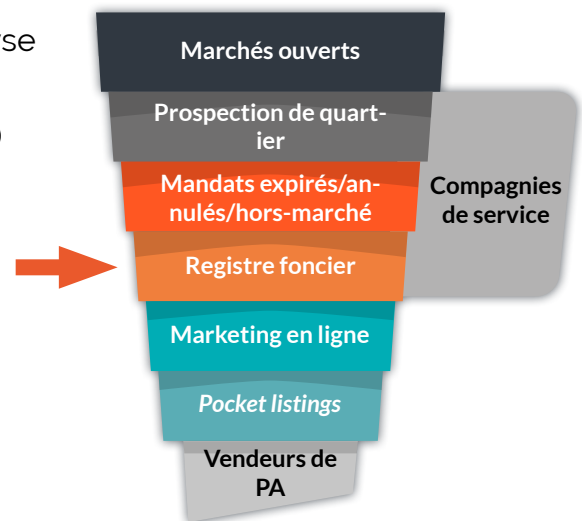 Marchés ouverts
Prospection de quart-
ier
Mandats expirés/an-
nulés/hors-marché
Compagnies
de service
Registre foncier
Marketing en ligne
Pocket listings
Vendeurs de
PA